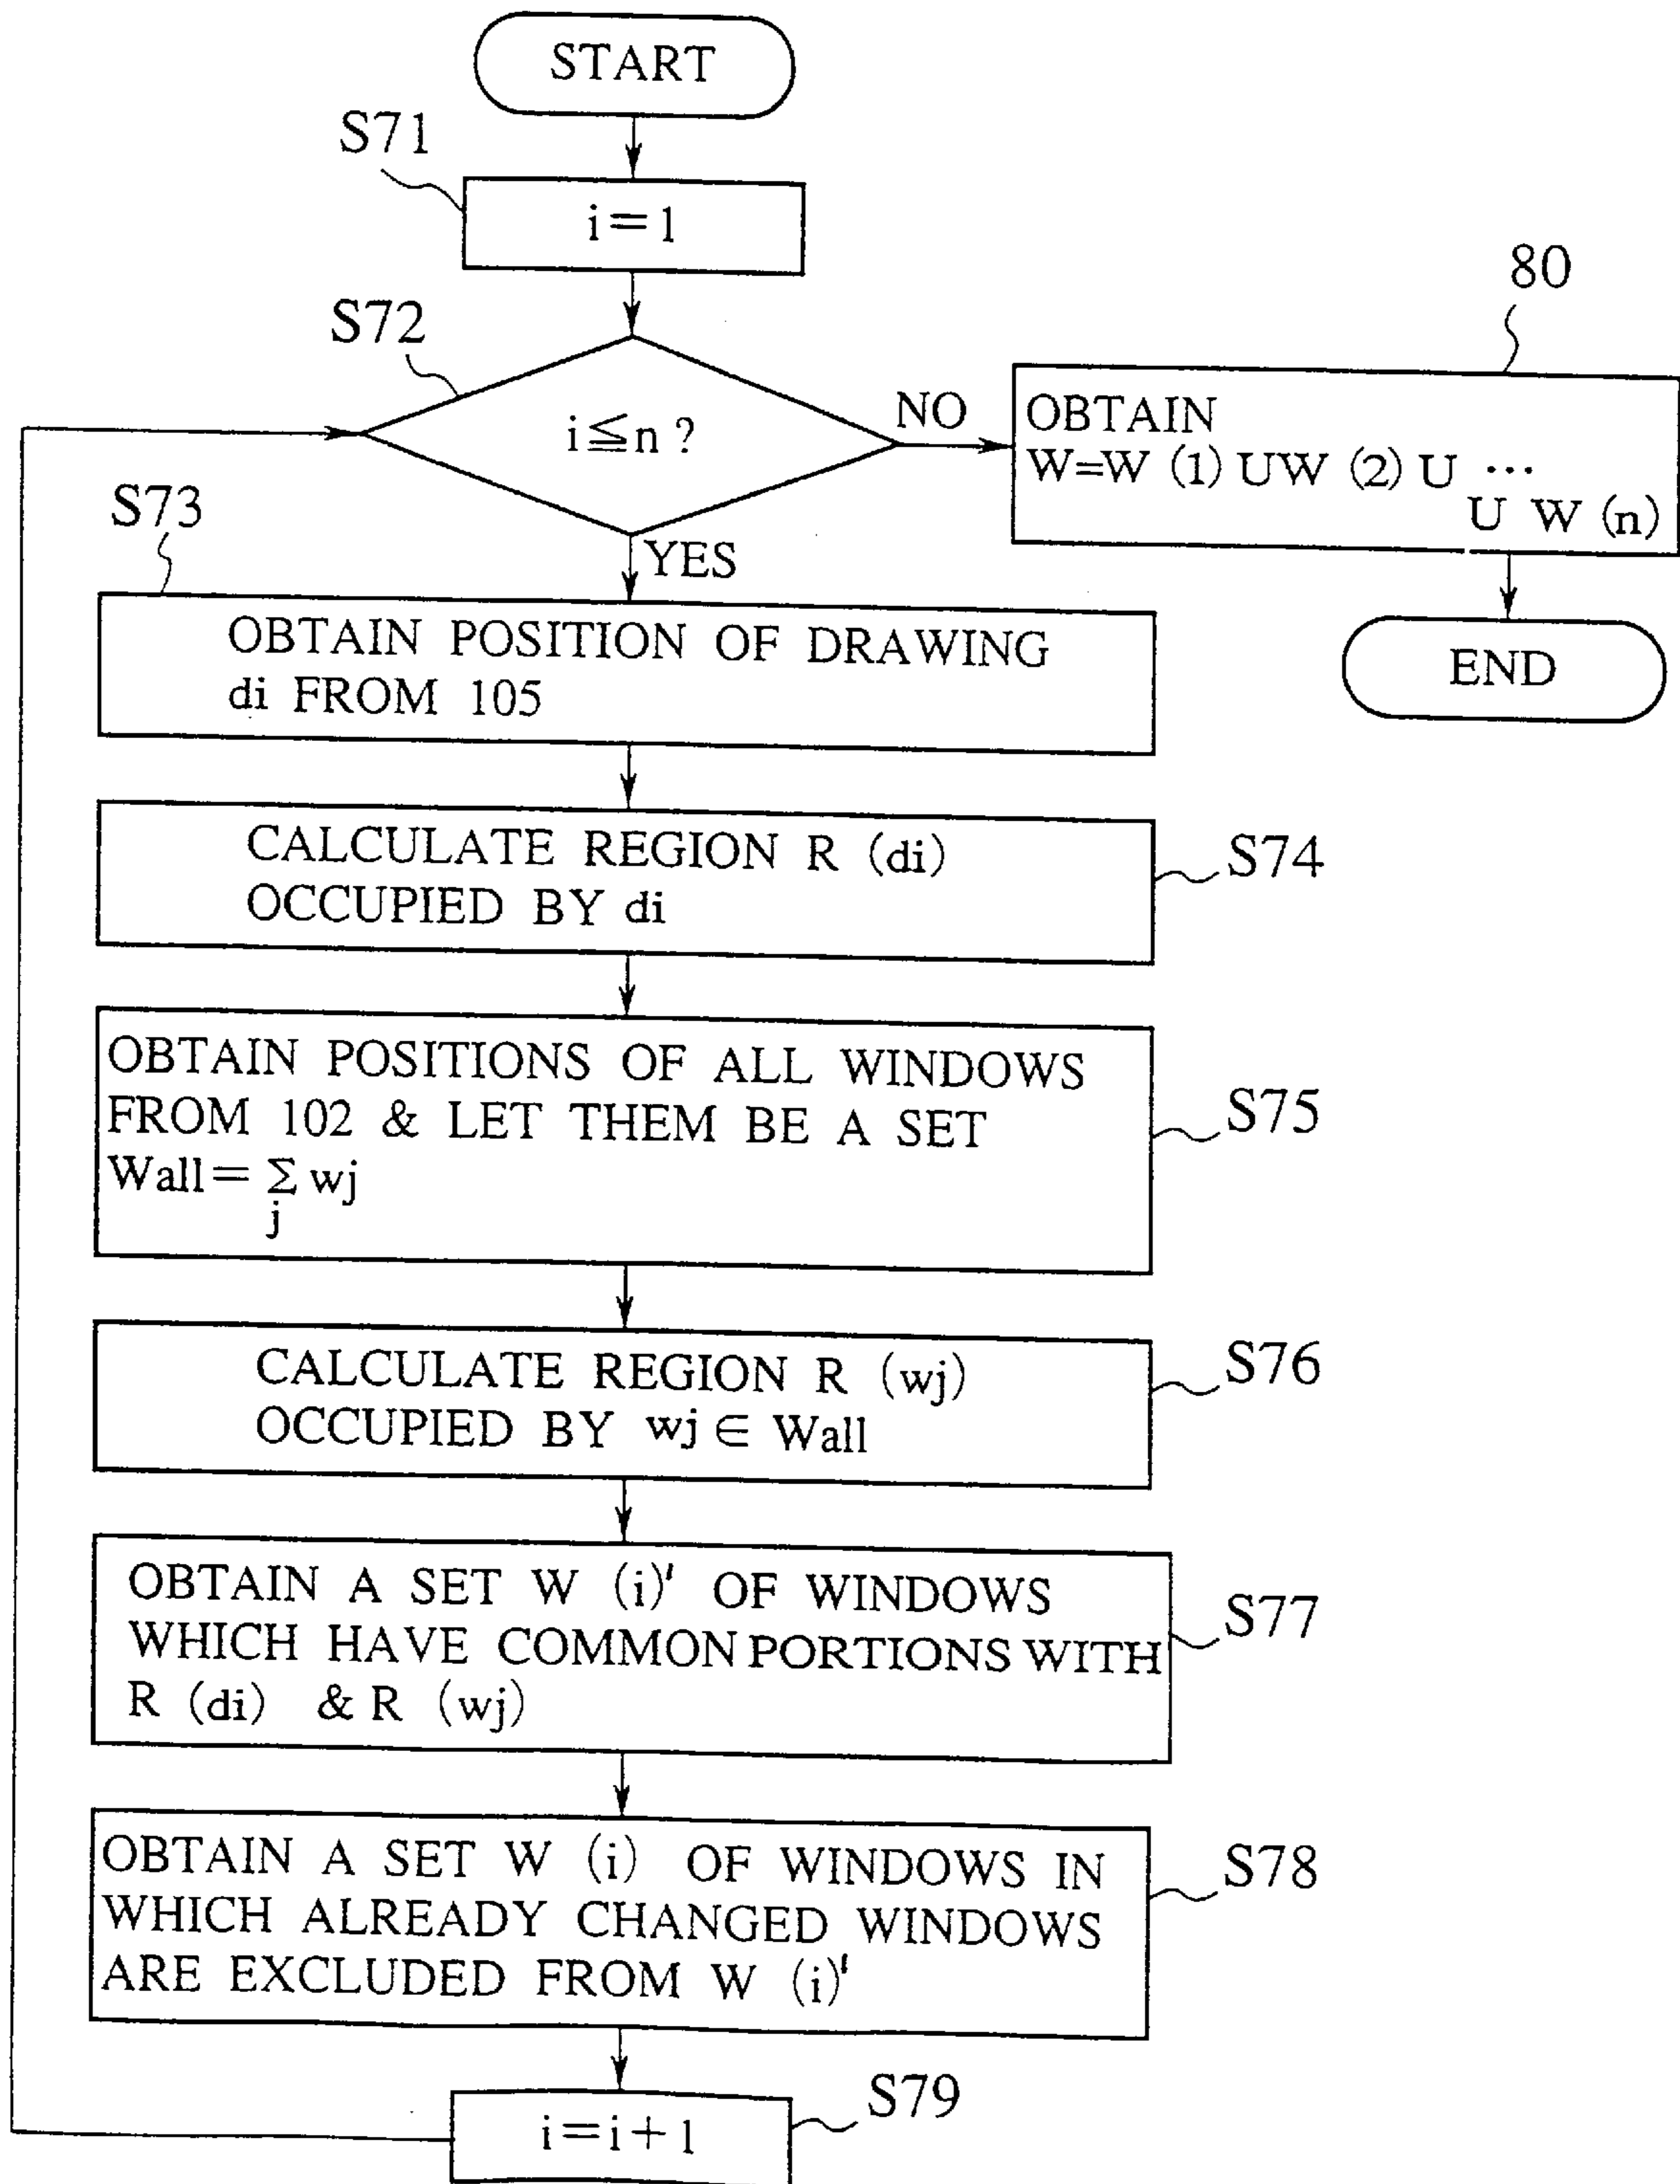 START
S71
i=1
S72
i≦n?
NO
80
OBTAIN
W=W (1) UW (2) U ...
U W (n)
END
YES
S73
OBTAIN POSITION OF DRAWING
di FROM 105
CALCULATE REGION R (di)
OCCUPIED BY di
S74
OBTAIN POSITIONS OF ALL WINDOWS
FROM 102 & LET THEM BE A SET
Wall= Σ wj
j
S75
CALCULATE REGION R (wj)
OCCUPIED BY wj ∈ Wall
S76
OBTAIN A SET W (i)' OF WINDOWS
WHICH HAVE COMMON PORTIONS WITH
R (di) & R (wj)
S77
OBTAIN A SET W (i) OF WINDOWS IN
WHICH ALREADY CHANGED WINDOWS
ARE EXCLUDED FROM W (i)'
S78
i=i+1
S79